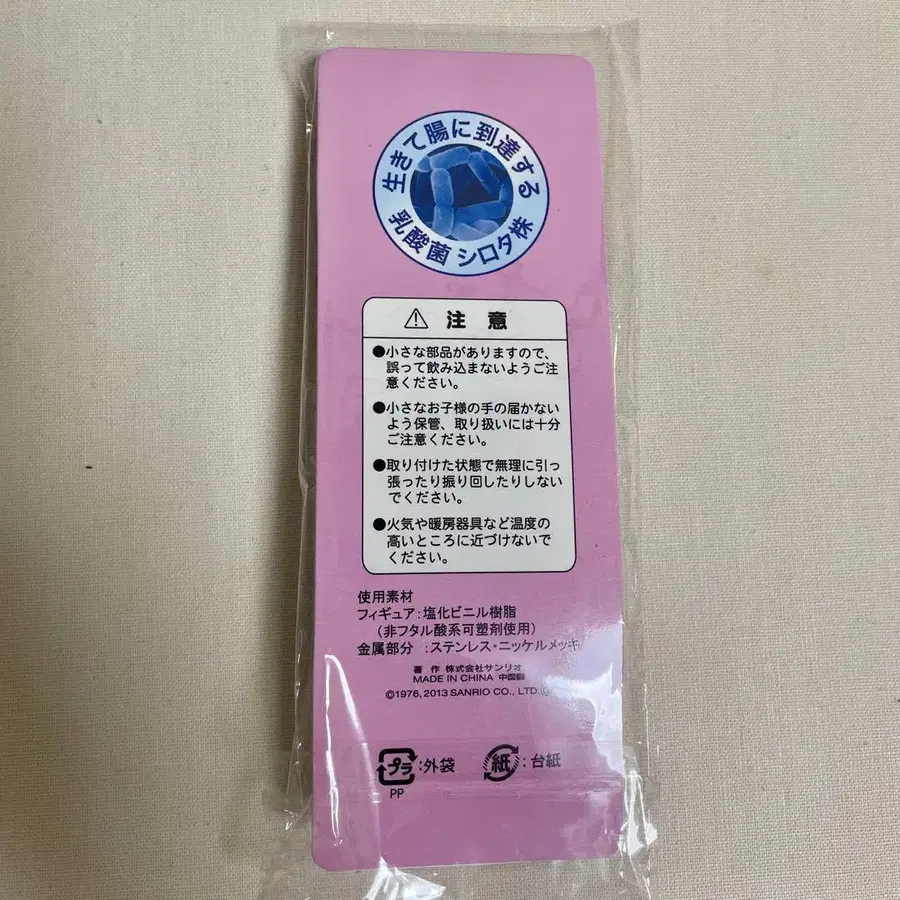 生きて腸に到達する
乳酸菌 シロタ株
注 意
●小さな部品がありますので、
誤って飲み込まないようご注
意ください。
●小さなお子様の手の届かない
よう保管、取り扱いには十分
ご注意ください。
●取り付けた状態で無理に引っ
張ったり振り回したりしない
でください。
●火気や暖房器具など温度の
高いところに近づけないで
ください。
使用素材
フィギュア:塩化ビニル樹脂
(非フタル酸系可塑剤使用)
金属部分 :ステンレス・ニッケルメッキ
著 作 株式会社サンリオ
MADE IN CHINA 中国製
©1976, 2013 SANRIO CO., LTD.
プラ:外袋
PP
紙:台紙